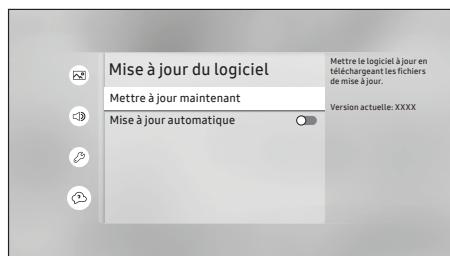 Mise à jour du logiciel
Mettre à jour maintenant
Mise à jour automatique
Mettre le logiciel à jour en
téléchargeant les fichiers
de mise à jour.
Version actuelle: XXXX